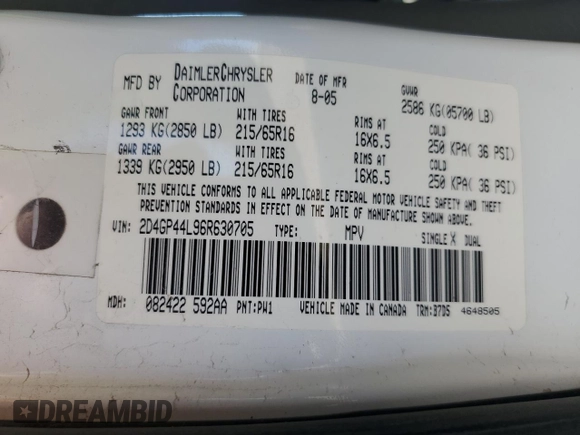 MFD BY DAIMLERCHRYSLER CORPORATION DATE OF MFR 8-05 GVWR 2586 KG(05700 LB)
GAWR FRONT WITH TIRES RIMS AT COLD
1293 KG(2850 LB) 215/65R16 16X6.5 250 KPA( 36 PSI)
GAWR REAR WITH TIRES RIMS AT COLD
1339 KG(2950 LB) 215/65R16 16X6.5 250 KPA( 36 PSI)
THIS VEHICLE CONFORMS TO ALL APPLICABLE FEDERAL MOTOR VEHICLE SAFETY AND THEFT
PREVENTION STANDARDS IN EFFECT ON THE DATE OF MANUFACTURE SHOWN ABOVE.
VIN: 2D4GP44L96R630705 TYPE: MPV SINGLE X DUAL
MDH: 082422 592AA PNT:PW1 VEHICLE MADE IN CANADA TRM:B7D5 4648505
DREAMBID